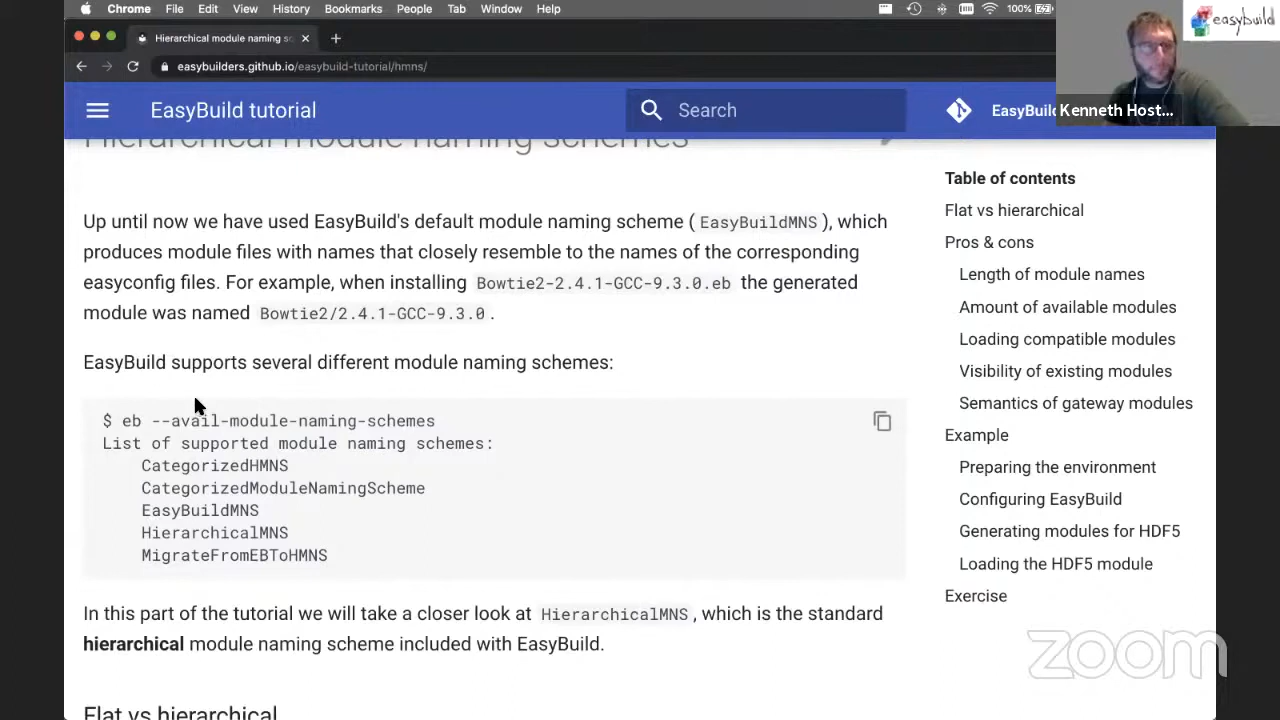 Chrome File Edit View History Bookmarks People Tab Window Help 100%
easybuild
Hierarchical module naming sc
easybuilders.github.io/easybuild-tutorial/hmns/
EasyBuild tutorial
Search
EasyBuild
Kenneth Host...
Hierarchical module naming schemes
Up until now we have used EasyBuild's default module naming scheme ( EasyBuildMNS ), which
produces module files with names that closely resemble to the names of the corresponding
easyconfig files. For example, when installing Bowtie2-2.4.1-GCC-9.3.0.eb the generated
module was named Bowtie2/2.4.1-GCC-9.3.0 .
EasyBuild supports several different module naming schemes:
$ eb --avail-module-naming-schemes
List of supported module naming schemes:
CategorizedHMNS
CategorizedModuleNamingScheme
EasyBuildMNS
HierarchicalMNS
MigrateFromEBToHMNS
In this part of the tutorial we will take a closer look at HierarchicalMNS , which is the standard
hierarchical module naming scheme included with EasyBuild.
Flat vs hierarchical
Table of contents
Flat vs hierarchical
Pros & cons
Length of module names
Amount of available modules
Loading compatible modules
Visibility of existing modules
Semantics of gateway modules
Example
Preparing the environment
Configuring EasyBuild
Generating modules for HDF5
Loading the HDF5 module
Exercise
zoom